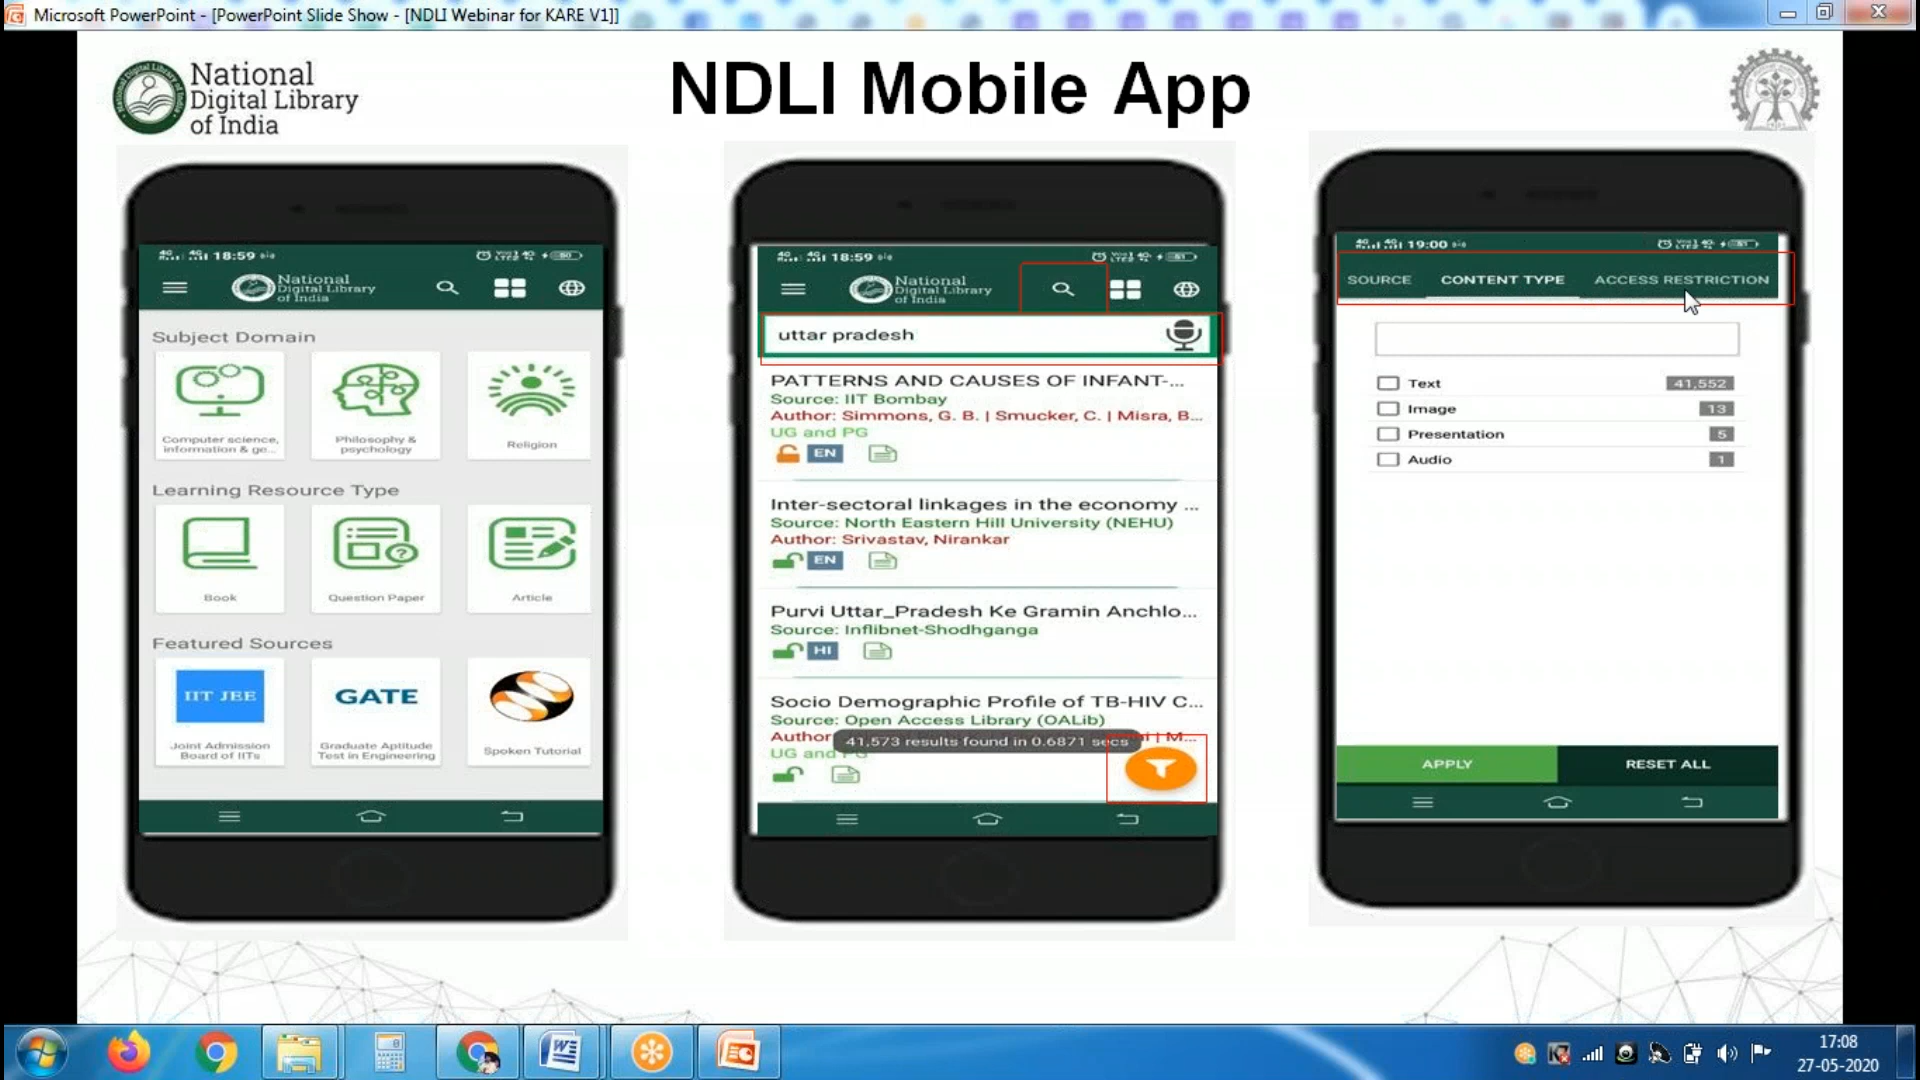 Microsoft PowerPoint - [PowerPoint Slide Show - [NDLI Webinar for KARE V1]]
National
Digital Library
of India
NDLI Mobile App
18:59
National
Digital Library
of India
Subject Domain
Computer science,
information & ge...
Philosophy &
psychology
Religion
Learning Resource Type
Book
Question Paper
Article
Featured Sources
IIT JEE
GATE
Joint Admission
Board of IITs
Graduate Aptitude
Test in Engineering
Spoken Tutorial
18:59
National
Digital Library
of India
uttar pradesh
PATTERNS AND CAUSES OF INFANT-...
Source: IIT Bombay
Author: Simmons, G. B. | Smucker, C. | Misra, B...
UG and PG
EN
Inter-sectoral linkages in the economy ...
Source: North Eastern Hill University (NEHU)
Author: Srivastav, Nirankar
EN
Purvi Uttar_Pradesh Ke Gramin Anchlo...
Source: Inflibnet-Shodhganga
HI
Socio Demographic Profile of TB-HIV C...
Source: Open Access Library (OALib)
Author
41,573 results found in 0.6871 secs
UG and PG
19:00
SOURCE CONTENT TYPE ACCESS RESTRICTION
Text 41,552
Image 13
Presentation 5
Audio 1
APPLY RESET ALL
17:08
27-05-2020